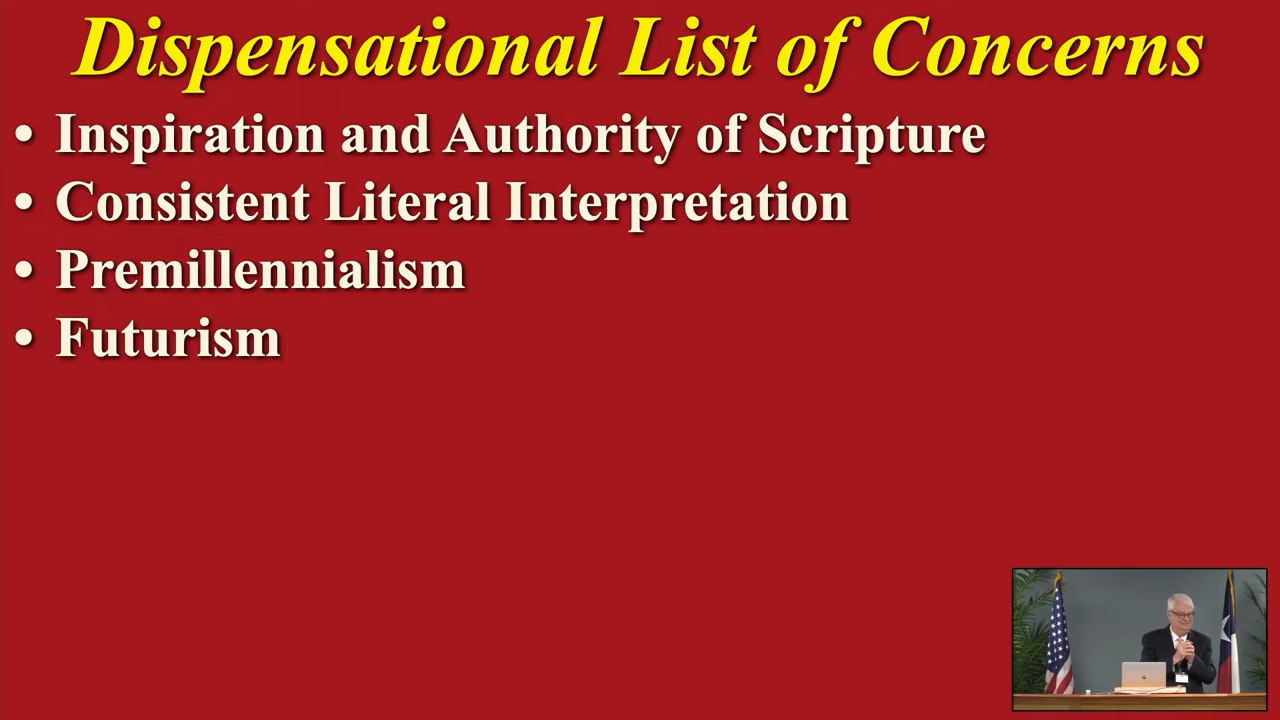 Dispensational List of Concerns
• Inspiration and Authority of Scripture
• Consistent Literal Interpretation
• Premillennialism
• Futurism